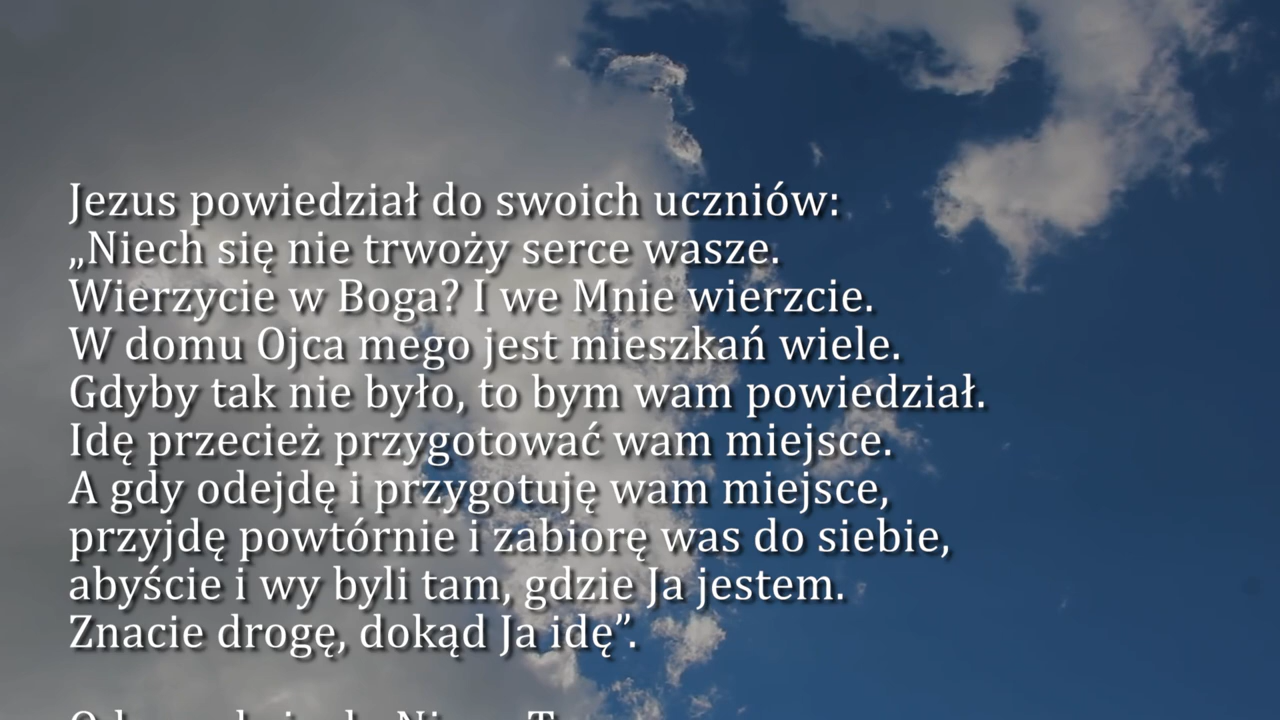 Jezus powiedział do swoich uczniów:
„Niech się nie trwoży serce wasze.
Wierzycie w Boga? I we Mnie wierzcie.
W domu Ojca mego jest mieszkań wiele.
Gdyby tak nie było, to bym wam powiedział.
Idę przecież przygotować wam miejsce.
A gdy odejdę i przygotuję wam miejsce,
przyjdę powtórnie i zabiorę was do siebie,
abyście i wy byli tam, gdzie Ja jestem.
Znacie drogę, dokąd Ja idę”.